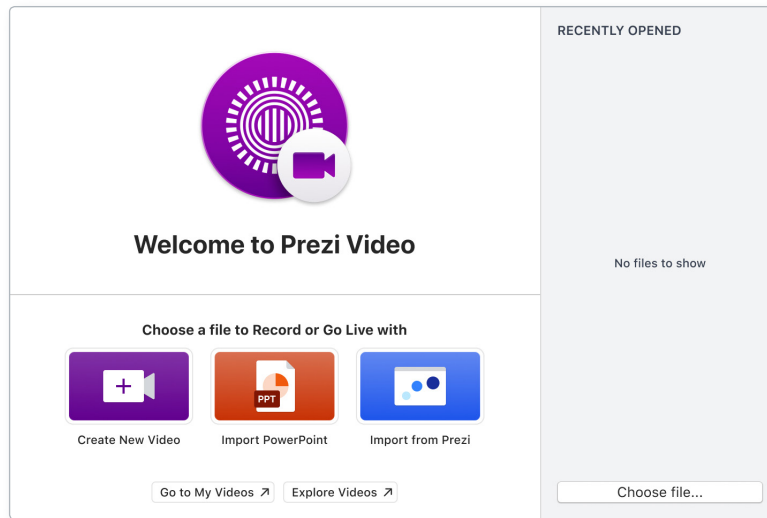 RECENTLY OPENED
Welcome to Prezi Video
No files to show
Choose a file to Record or Go Live with
PPT
Create New Video
Import PowerPoint
Import from Prezi
Go to My Videos
Explore Videos
Choose file...